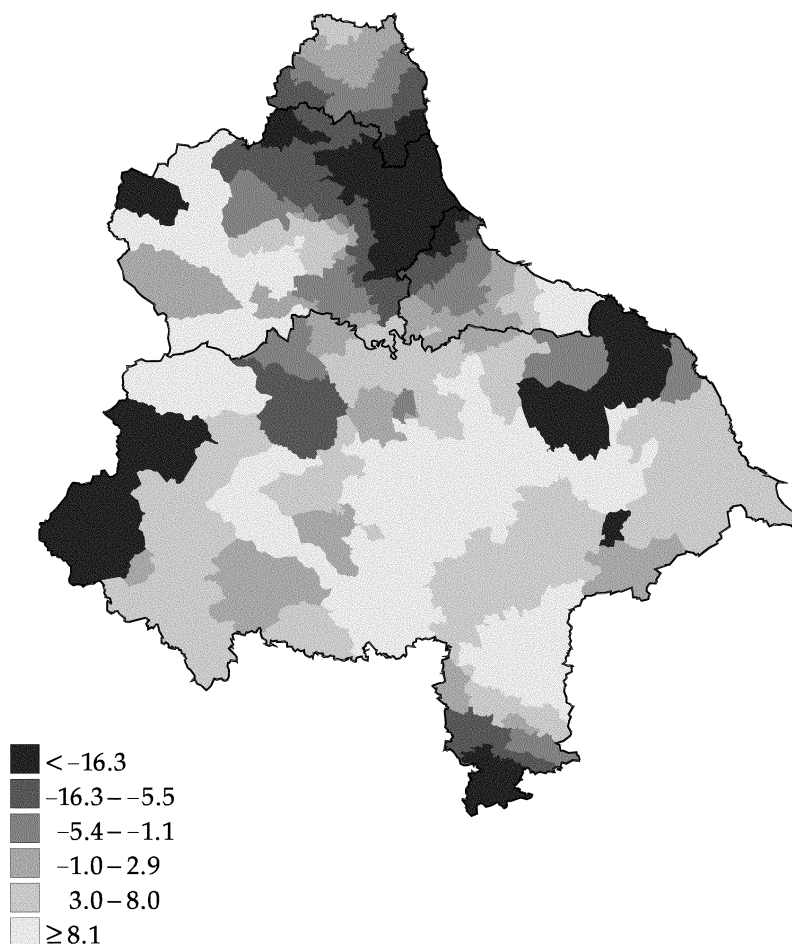 < –16.3
–16.3 – –5.5
–5.4 – –1.1
–1.0 – 2.9
3.0 – 8.0
≥ 8.1